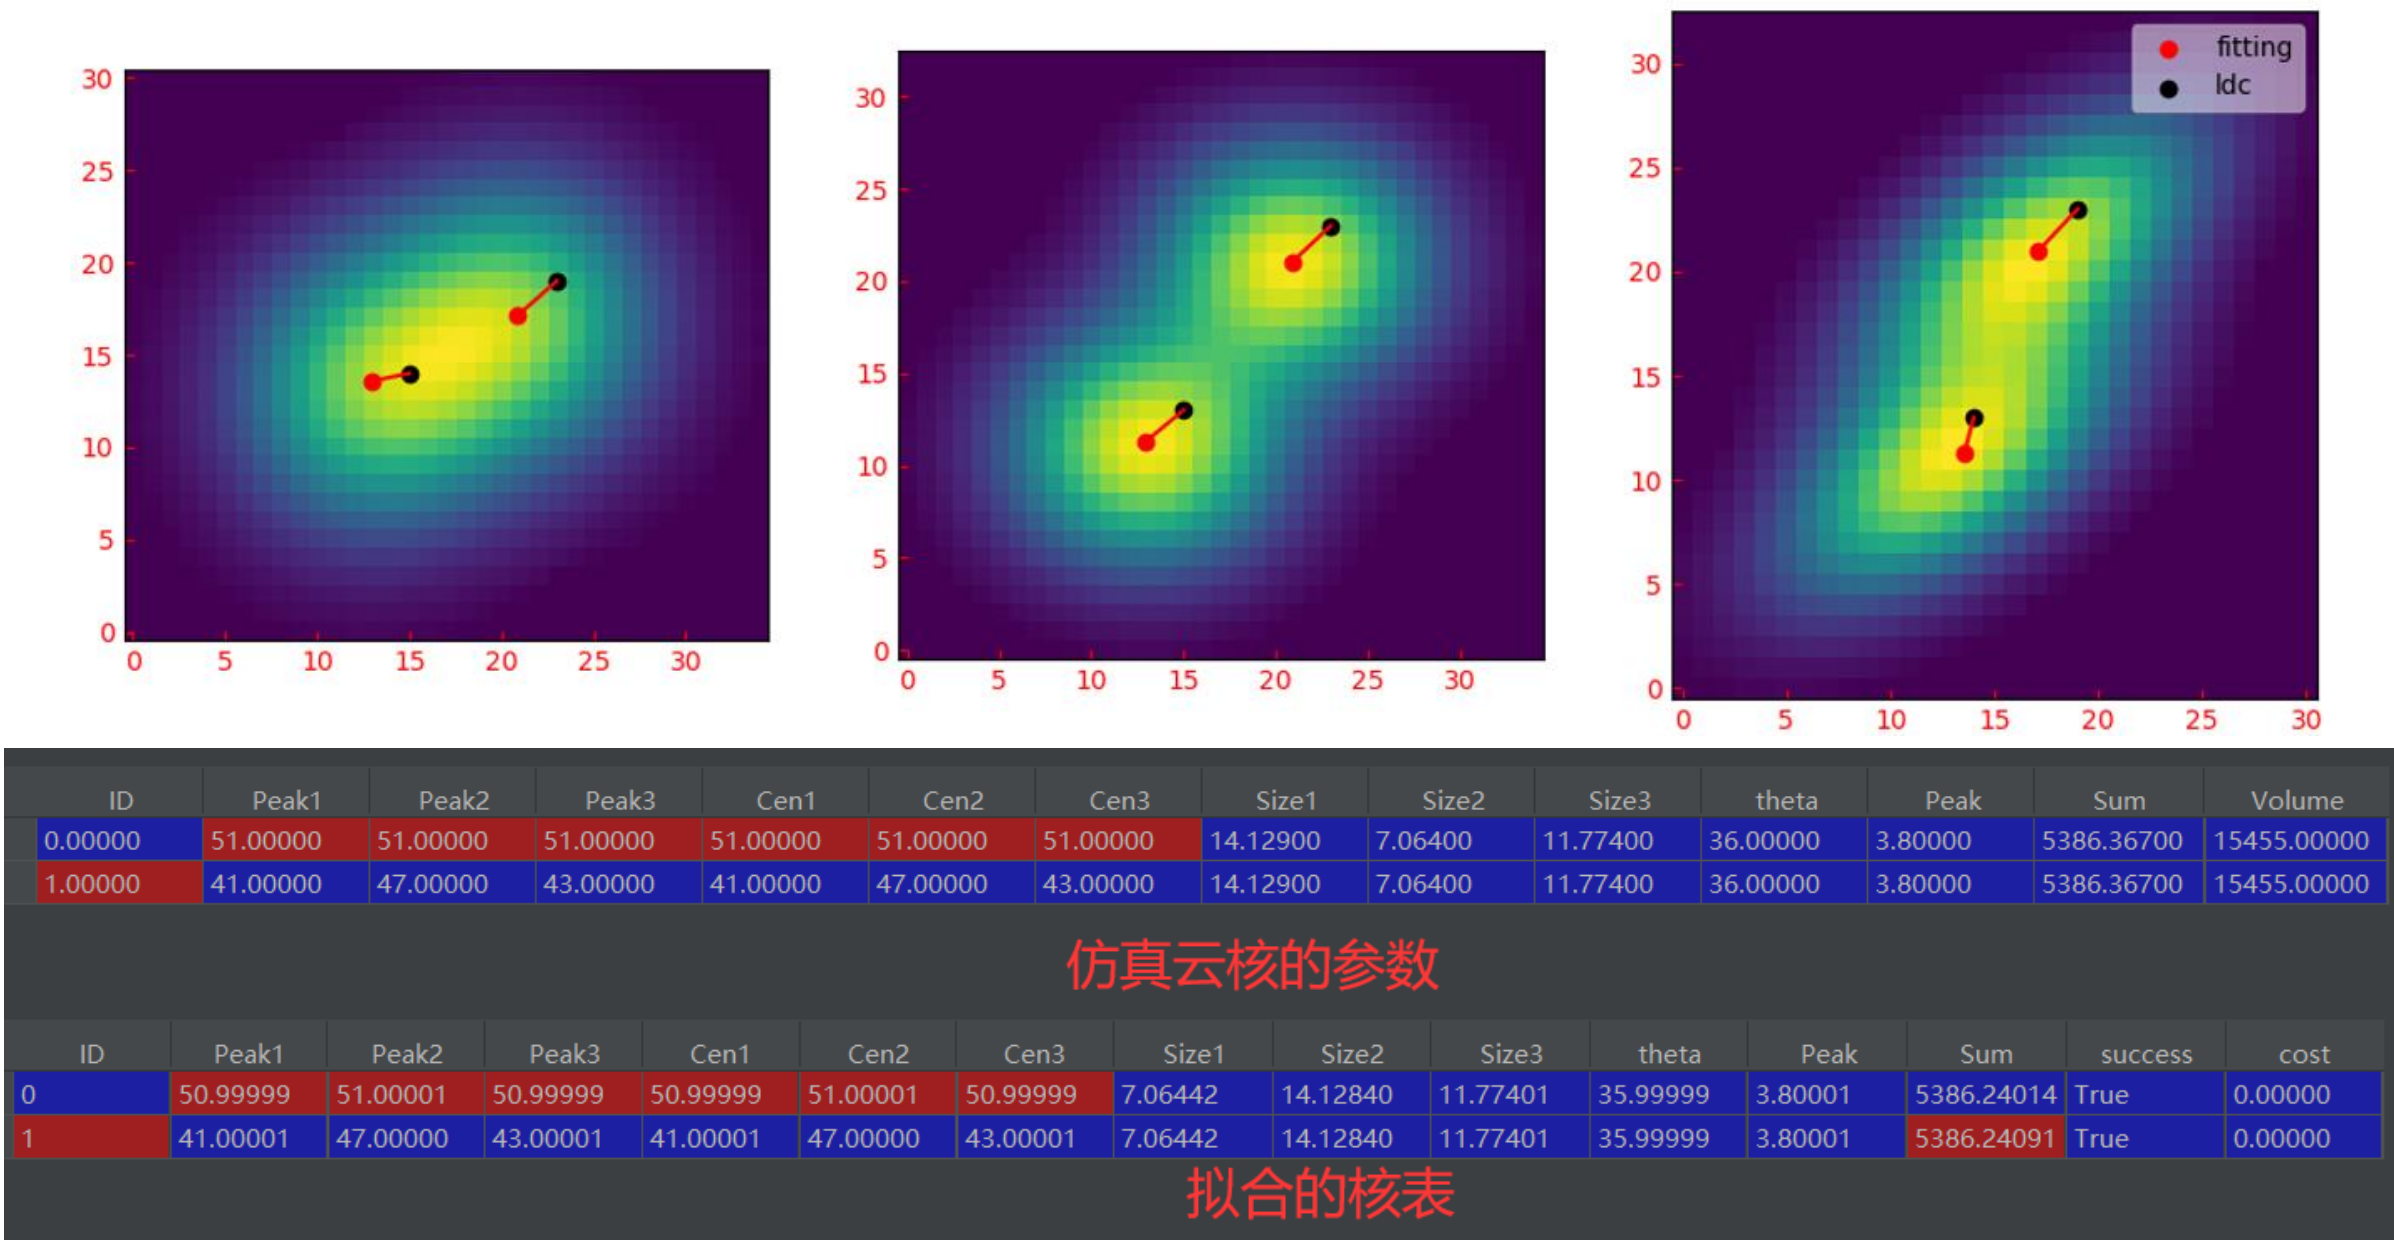 fitting
ldc
30
25
20
15
10
5
0
0 5 10 15 20 25 30
30
25
20
15
10
5
0
0 5 10 15 20 25 30
30
25
20
15
10
5
0
0 5 10 15 20 25 30
ID Peak1 Peak2 Peak3 Cen1 Cen2 Cen3 Size1 Size2 Size3 theta Peak Sum Volume
0.00000 51.00000 51.00000 51.00000 51.00000 51.00000 51.00000 14.12900 7.06400 11.77400 36.00000 3.80000 5386.36700 15455.00000
1.00000 41.00000 47.00000 43.00000 41.00000 47.00000 43.00000 14.12900 7.06400 11.77400 36.00000 3.80000 5386.36700 15455.00000
仿真云核的参数
ID Peak1 Peak2 Peak3 Cen1 Cen2 Cen3 Size1 Size2 Size3 theta Peak Sum success cost
0 50.99999 51.00001 50.99999 50.99999 51.00001 50.99999 7.06442 14.12840 11.77401 35.99999 3.80001 5386.24014 True 0.00000
1 41.00001 47.00000 43.00001 41.00001 47.00000 43.00001 7.06442 14.12840 11.77401 35.99999 3.80001 5386.24091 True 0.00000
拟合的核表